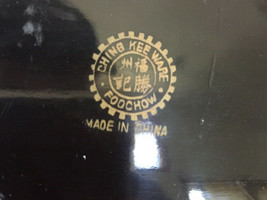 · CHING KEE WARE ·
FOOCHOW
福州
勝記
MADE IN CHINA